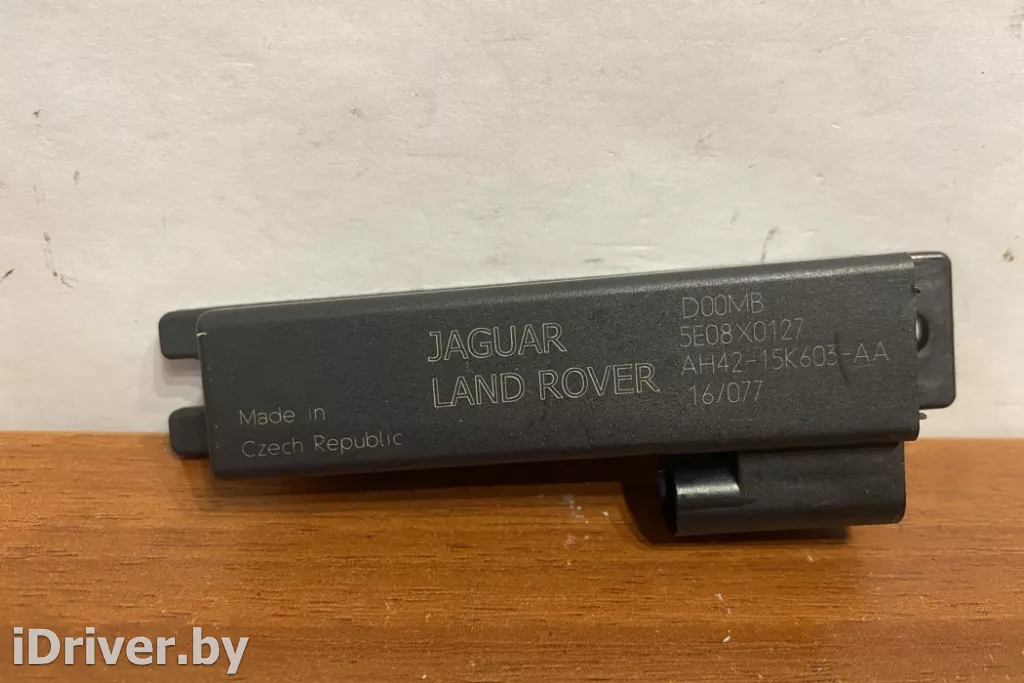 JAGUAR
LAND ROVER
D00MB
5E08X0127
AH42-15K603-AA
16/077
Made in
Czech Republic
iDriver.by